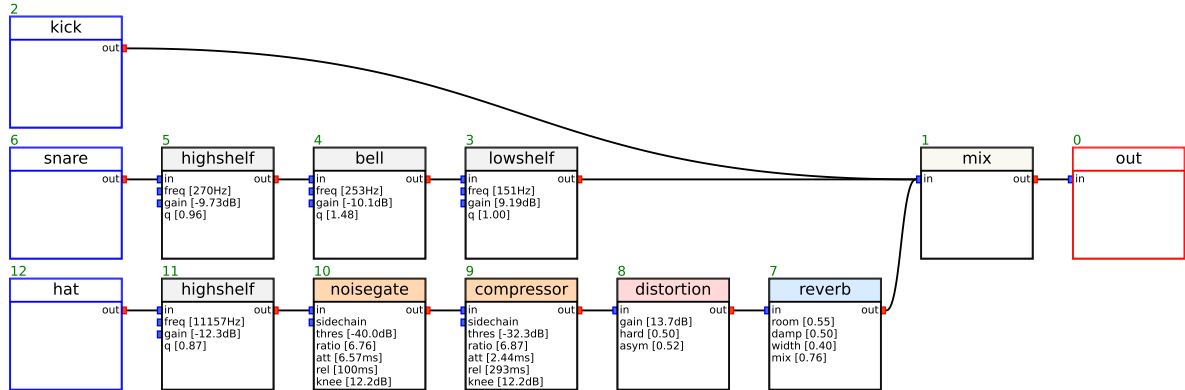 2
kick
out
6
snare
out
5
highshelf
in out
freq [270Hz]
gain [-9.73dB]
q [0.96]
4
bell
in out
freq [253Hz]
gain [-10.1dB]
q [1.48]
3
lowshelf
in out
freq [151Hz]
gain [9.19dB]
q [1.00]
1
mix
in out
0
out
in
12
hat
out
11
highshelf
in out
freq [11157Hz]
gain [-12.3dB]
q [0.87]
10
noisegate
in out
sidechain
thres [-40.0dB]
ratio [6.76]
att [6.57ms]
rel [100ms]
knee [12.2dB]
9
compressor
in out
sidechain
thres [-32.3dB]
ratio [6.87]
att [2.44ms]
rel [293ms]
knee [12.2dB]
8
distortion
in out
gain [13.7dB]
hard [0.50]
asym [0.52]
7
reverb
in out
room [0.55]
damp [0.50]
width [0.40]
mix [0.76]